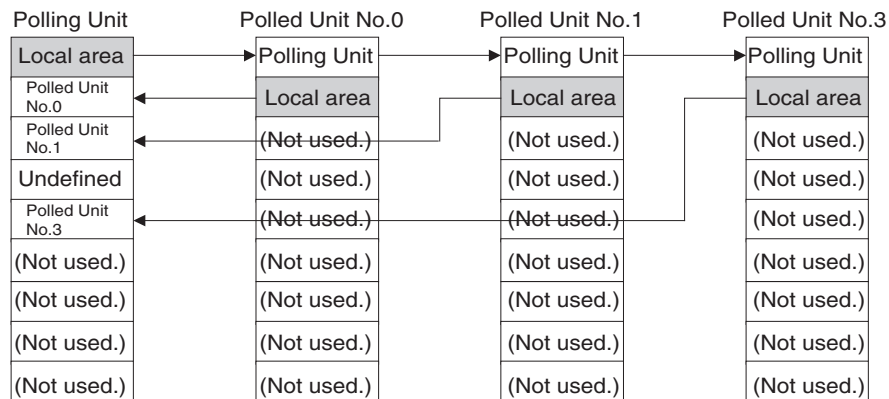 Polling Unit Polled Unit No.0 Polled Unit No.1 Polled Unit No.3
Local area Polling Unit Polling Unit Polling Unit
Polled Unit
No.0
Local area Local area Local area
Polled Unit
No.1
(Not used.) (Not used.) (Not used.)
Undefined (Not used.) (Not used.) (Not used.)
Polled Unit
No.3
(Not used.) (Not used.) (Not used.)
(Not used.) (Not used.) (Not used.) (Not used.)
(Not used.) (Not used.) (Not used.) (Not used.)
(Not used.) (Not used.) (Not used.) (Not used.)
(Not used.) (Not used.) (Not used.) (Not used.)